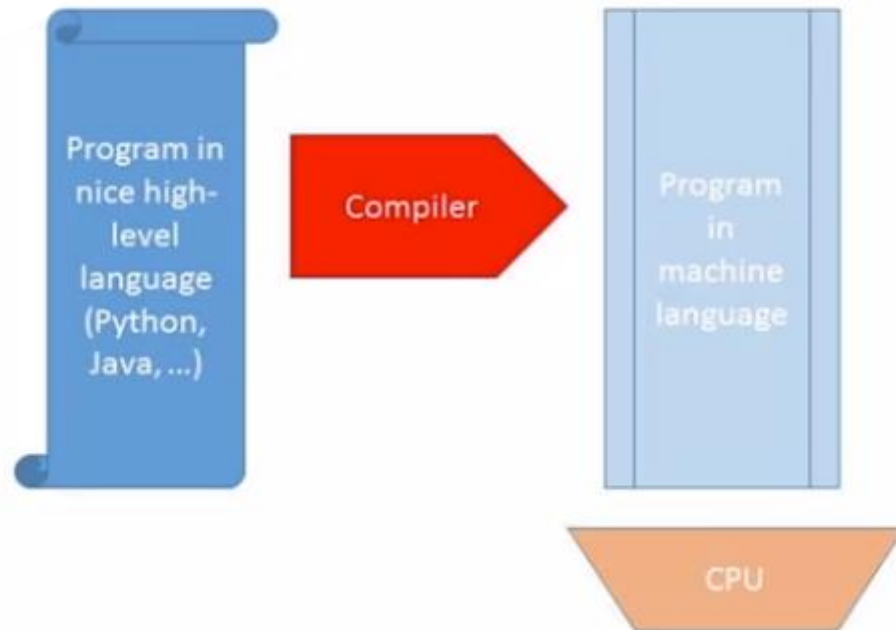 Program in
nice high-
level
language
(Python,
Java, ...)
Compiler
Program
in
machine
language
CPU